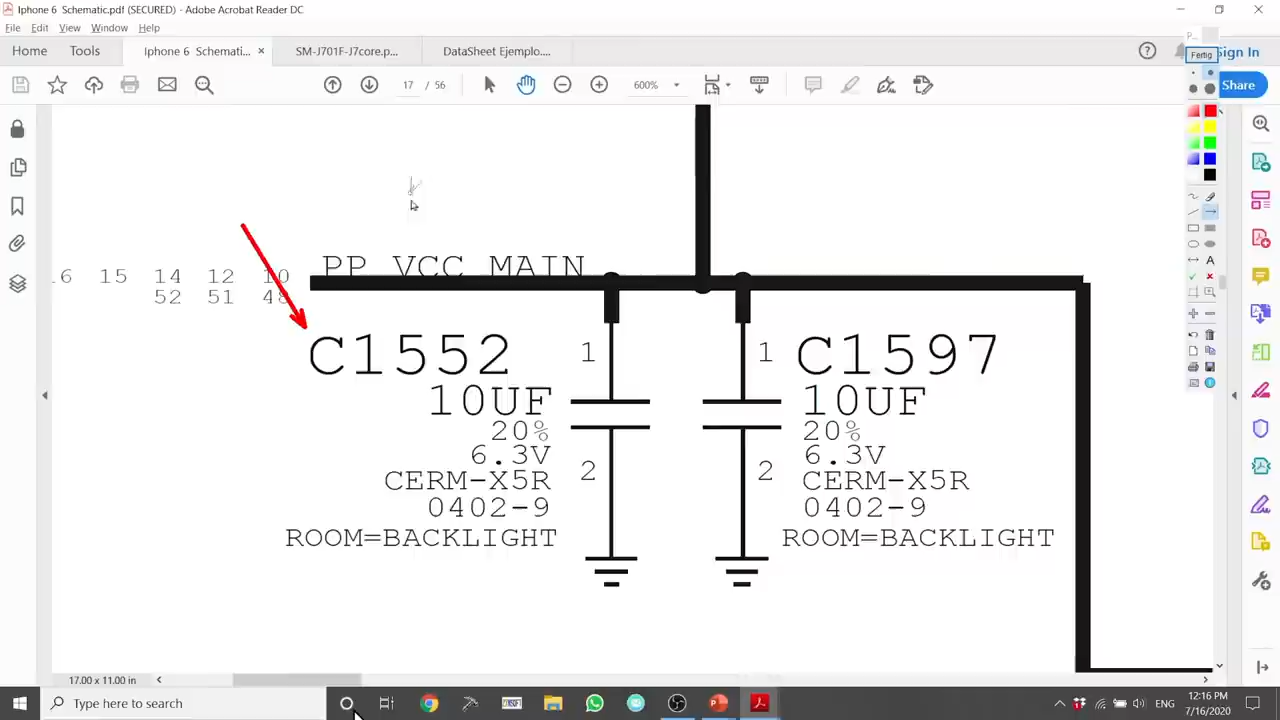 Iphone 6 Schematic.pdf (SECURED) - Adobe Acrobat Reader DC
File Edit View Window Help
Home Tools Iphone 6 Schemati... × SM-J701F-J7core.p... DataSheet Ejemplo... Sign In
P...
Fertig
17 / 56 600% Share
PP VCC MAIN
6 15 14 12 10
52 51 48
C1552 1 1 C1597
10UF 10UF
20% 20%
6.3V 2 2 6.3V
CERM-X5R CERM-X5R
0402-9 0402-9
ROOM=BACKLIGHT ROOM=BACKLIGHT
17.00 x 11.00 in
Type here to search ENG 12:16 PM
7/16/2020